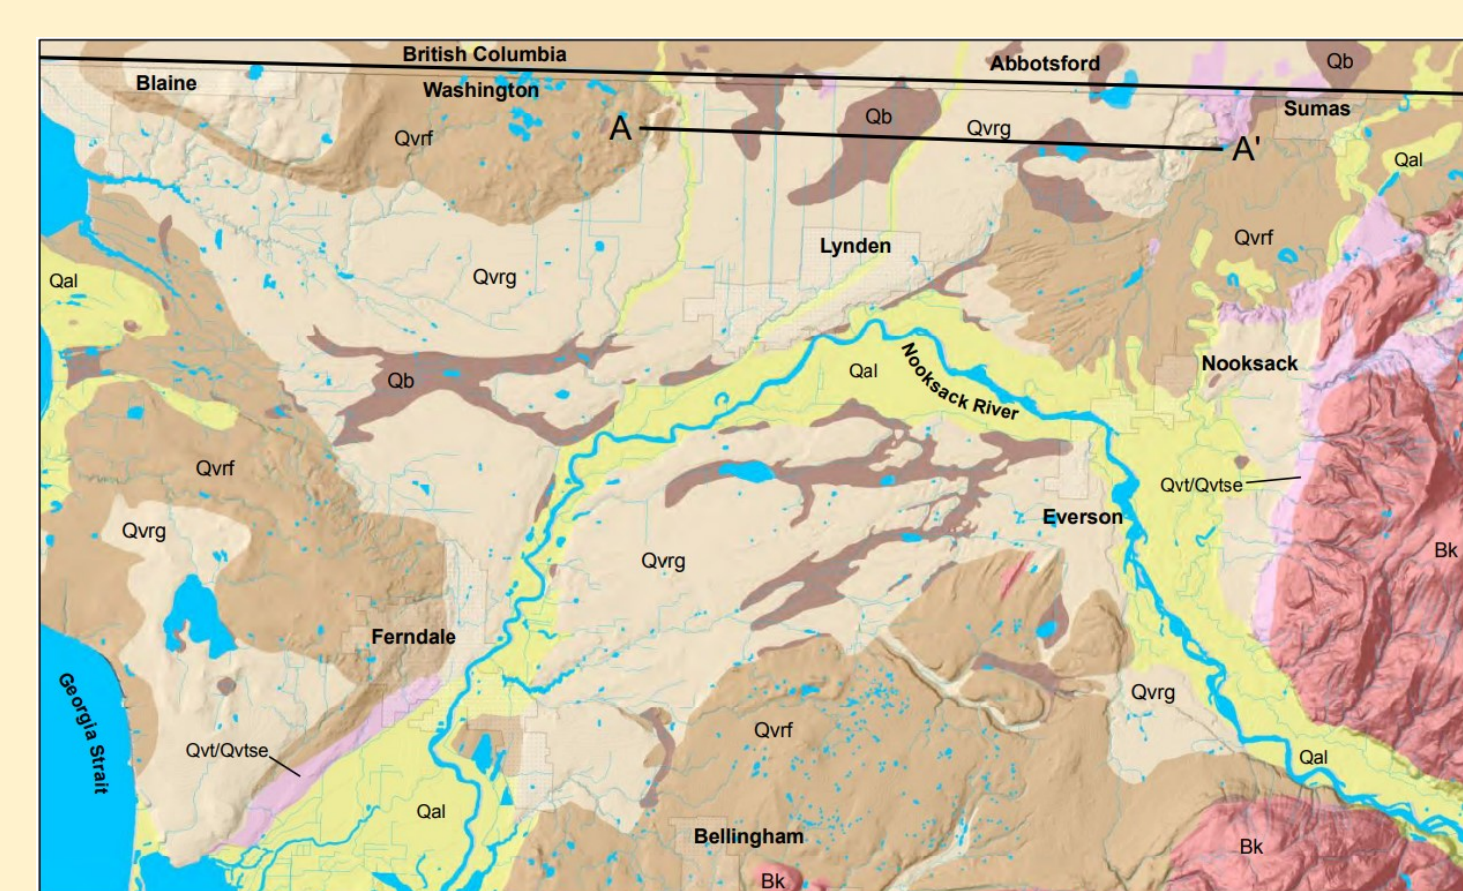 British Columbia
Abbotsford
Qb
Blaine
Washington
Sumas
Qb
A
Qvrg
Qvrf
A'
Qal
Qvrf
Lynden
Qal
Qvrg
Nooksack
Qal
Nooksack River
Qb
Qvrf
Qvt/Qvtse
Everson
Qvrg
Bk
Qvrg
Ferndale
Georgia Strait
Qvrg
Qvrf
Qvt/Qvtse
Qal
Qal
Bellingham
Bk
Bk